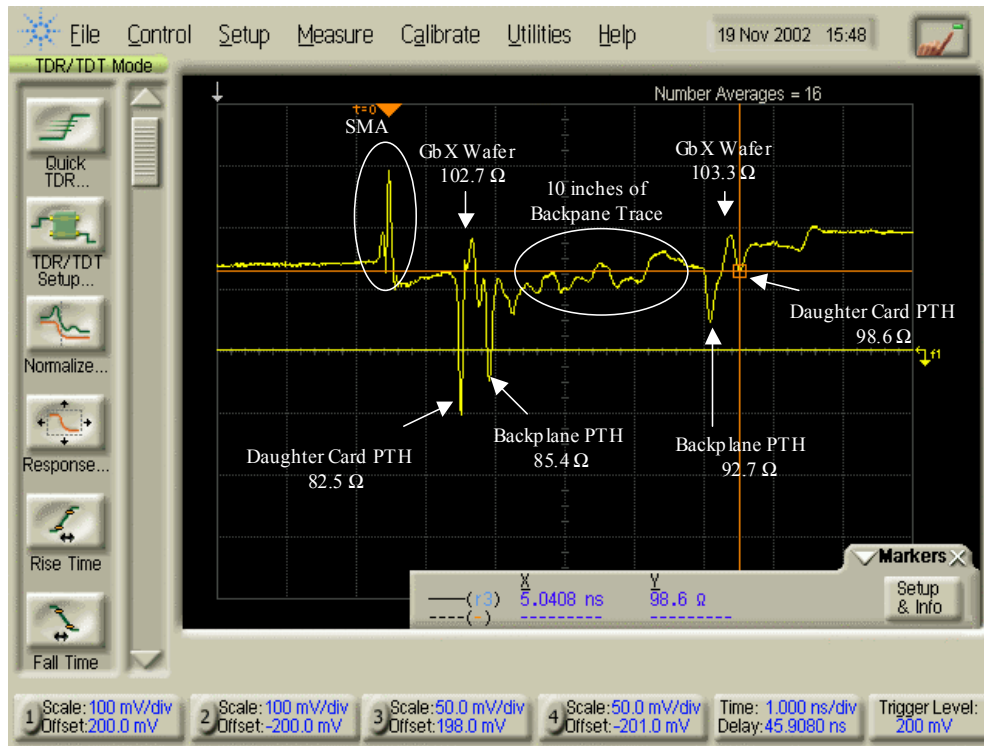 File Control Setup Measure Calibrate Utilities Help 19 Nov 2002 15:48
TDR/TDT Mode
Number Averages = 16
t=0
SMA
GbX Wafer
102.7 Ω
GbX Wafer
103.3 Ω
10 inches of
Backpane Trace
Daughter Card PTH
98.6 Ω
f1
Backplane PTH
85.4 Ω
Daughter Card PTH
82.5 Ω
Backplane PTH
92.7 Ω
Quick
TDR...
TDR/TDT
Setup...
Normalize...
Response...
Rise Time
Fall Time
Markers
X Y
(r3) 5.0408 ns 98.6 Ω
----(-) --------- ---------
Setup
& Info
1 Scale:100 mV/div
Offset:200.0 mV
2 Scale:100 mV/div
Offset:-200.0 mV
3 Scale:50.0 mV/div
Offset:198.0 mV
4 Scale:50.0 mV/div
Offset:-201.0 mV
Time: 1.000 ns/div
Delay:45.9080 ns
Trigger Level:
200 mV